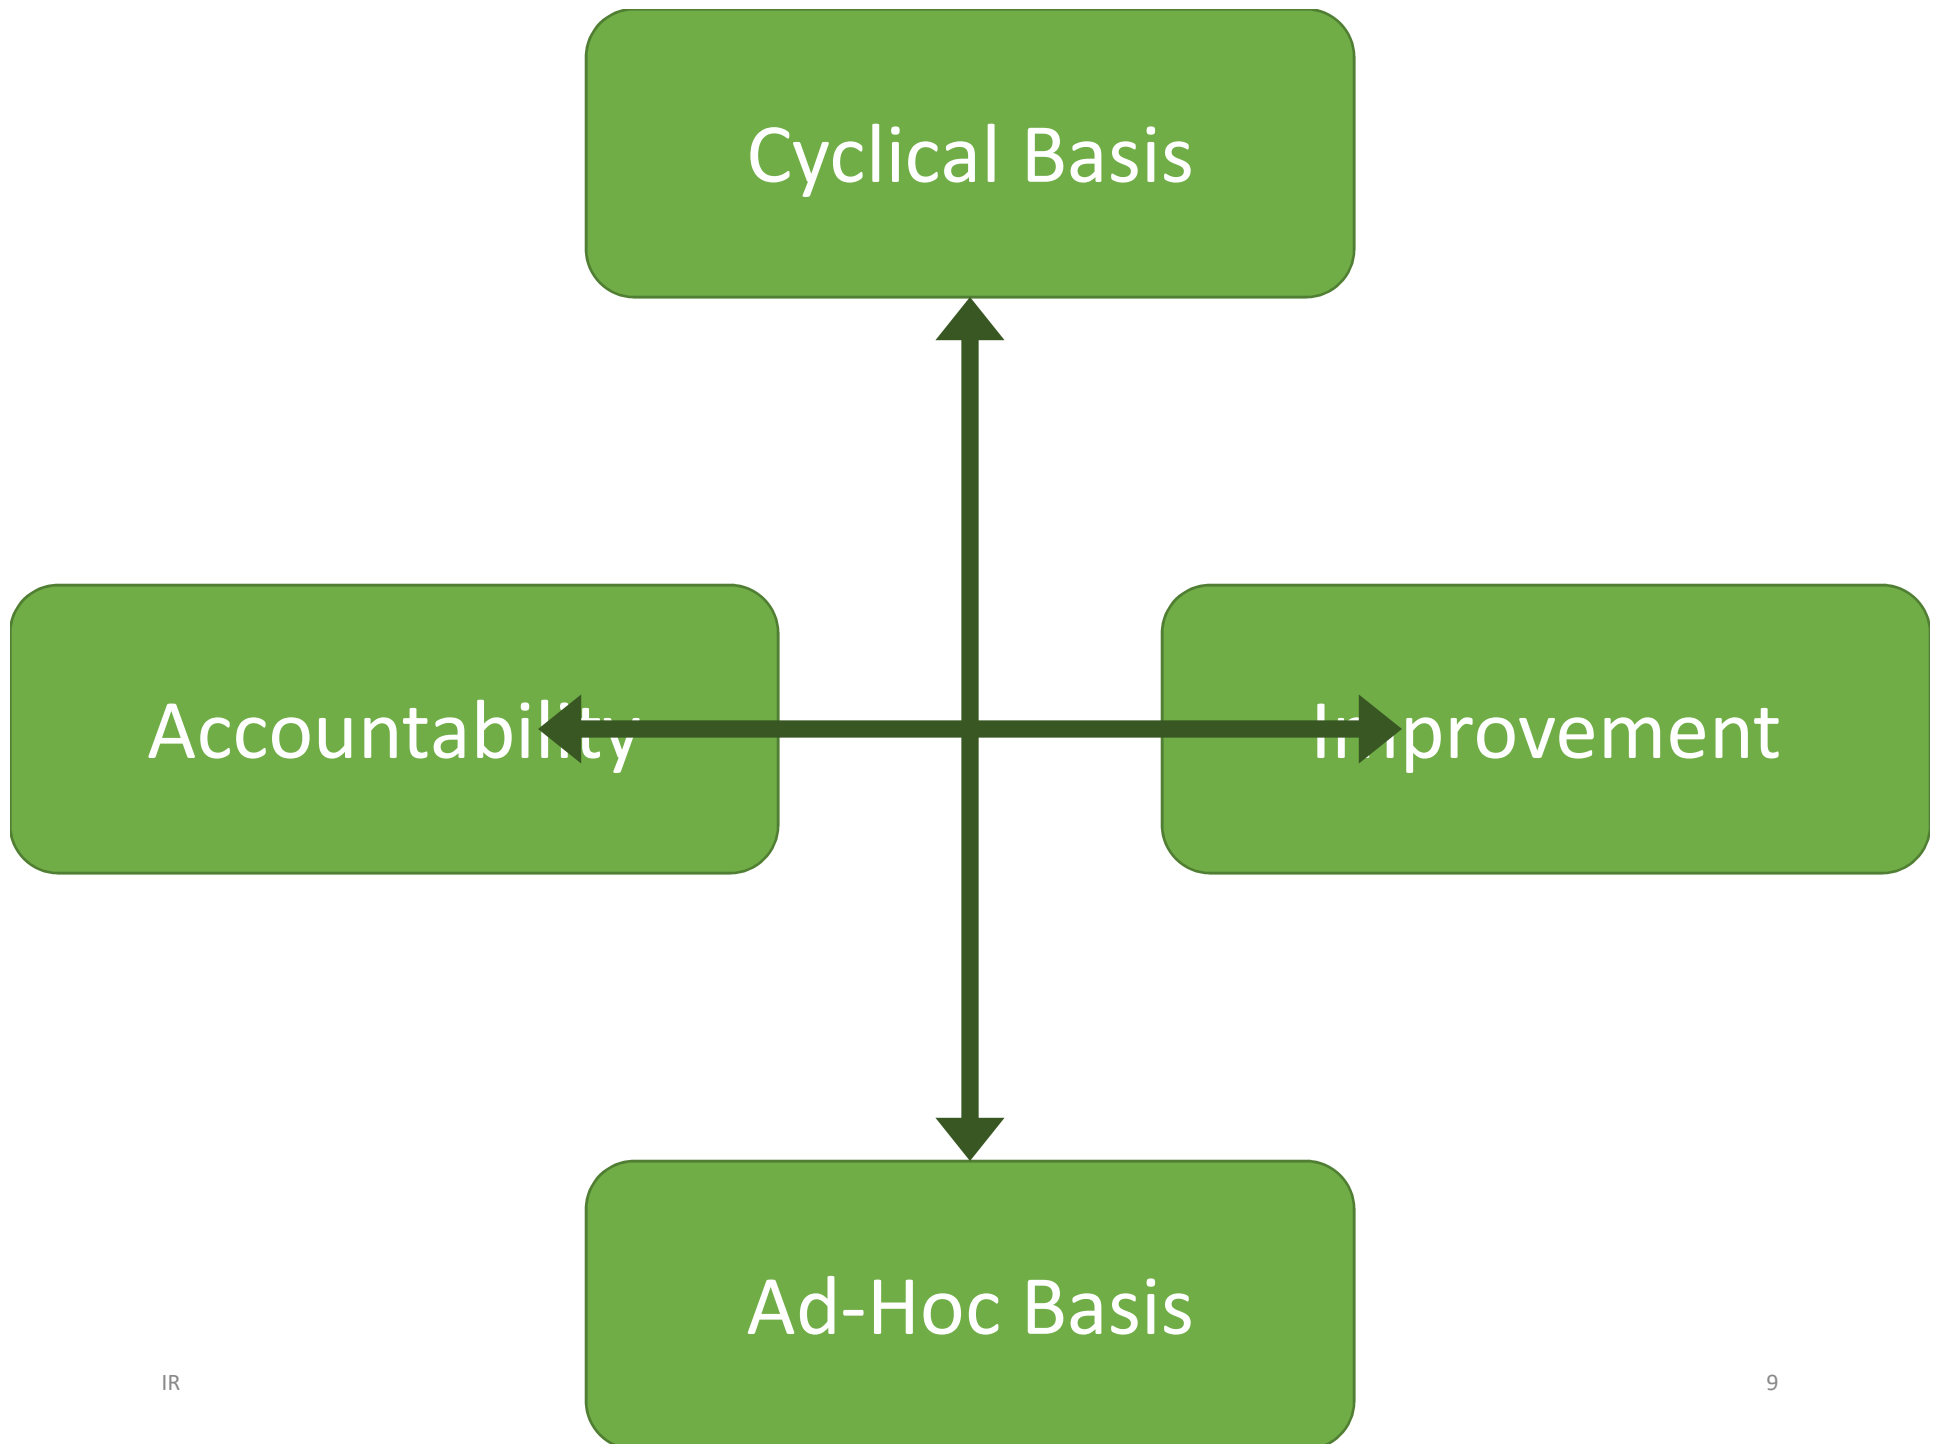 Cyclical Basis
Accountability
Improvement
Ad-Hoc Basis
IR
9